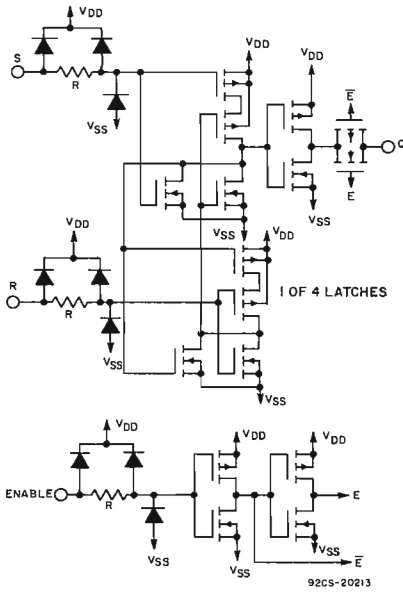 VDD
S
R
VDD
VSS
VDD
E̅
Q
E
VSS
VSS
VDD
VDD
R
R
1 OF 4 LATCHES
VSS
VSS
VDD
VDD
VDD
ENABLE
R
E
VSS
VSS
VSS
E̅
92CS-20213